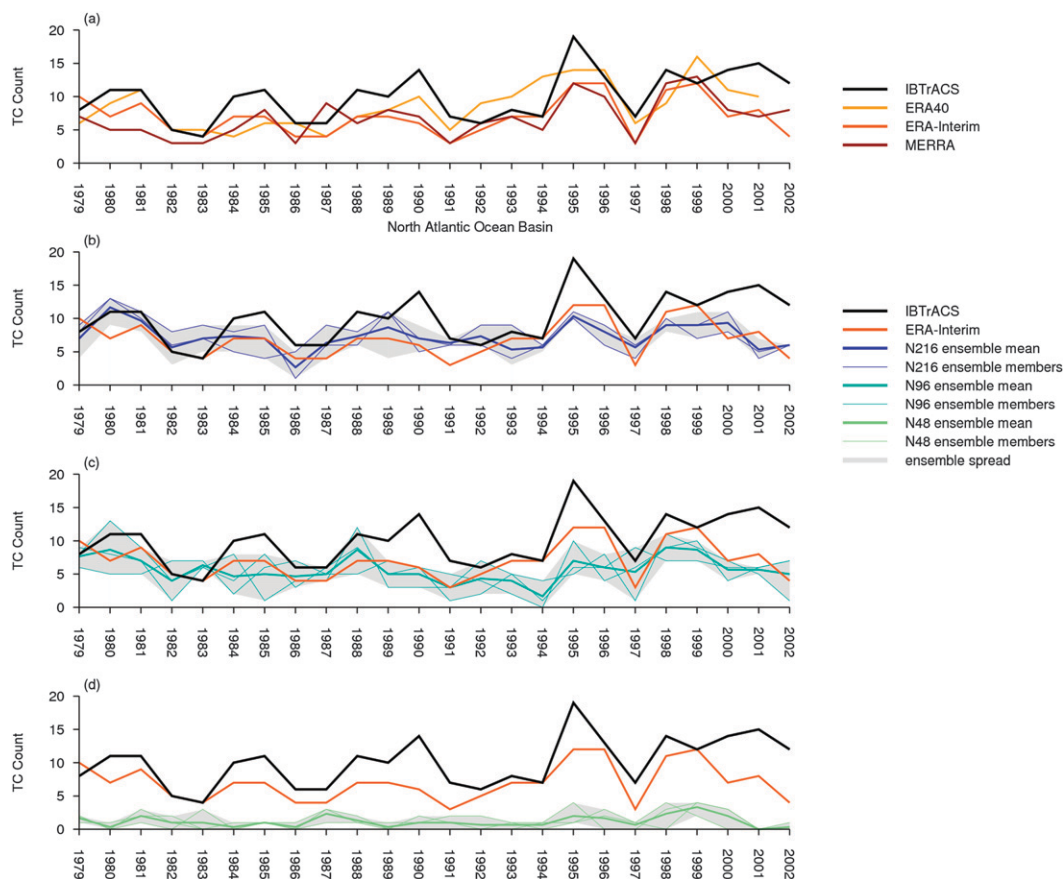 (a)
TC Count
20
15
10
5
0
1979 1980 1981 1982 1983 1984 1985 1986 1987 1988 1989 1990 1991 1992 1993 1994 1995 1996 1997 1998 1999 2000 2001 2002
IBTrACS
ERA40
ERA-Interim
MERRA
North Atlantic Ocean Basin
(b)
TC Count
20
15
10
5
0
1979 1980 1981 1982 1983 1984 1985 1986 1987 1988 1989 1990 1991 1992 1993 1994 1995 1996 1997 1998 1999 2000 2001 2002
IBTrACS
ERA-Interim
N216 ensemble mean
N216 ensemble members
N96 ensemble mean
N96 ensemble members
N48 ensemble mean
N48 ensemble members
ensemble spread
(c)
TC Count
20
15
10
5
0
1979 1980 1981 1982 1983 1984 1985 1986 1987 1988 1989 1990 1991 1992 1993 1994 1995 1996 1997 1998 1999 2000 2001 2002
(d)
TC Count
20
15
10
5
0
1979 1980 1981 1982 1983 1984 1985 1986 1987 1988 1989 1990 1991 1992 1993 1994 1995 1996 1997 1998 1999 2000 2001 2002